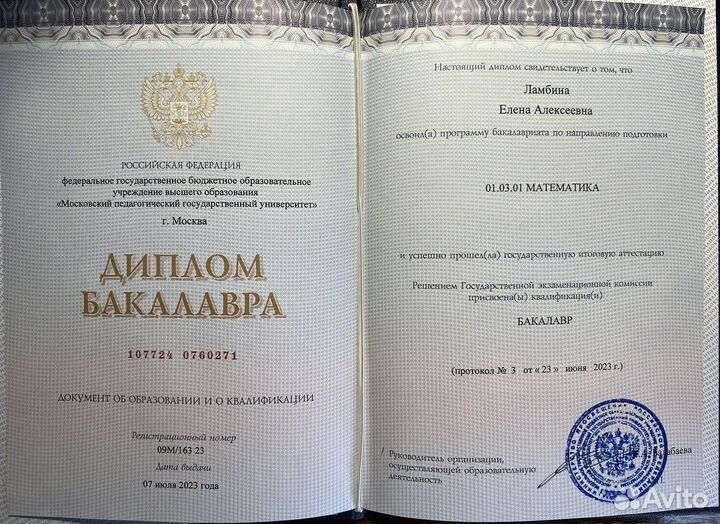 РОССИЙСКАЯ ФЕДЕРАЦИЯ
федеральное государственное бюджетное образовательное
учреждение высшего образования
«Московский педагогический государственный университет»
г. Москва
ДИПЛОМ
БАКАЛАВРА
107724 0760271
ДОКУМЕНТ ОБ ОБРАЗОВАНИИ И О КВАЛИФИКАЦИИ
Регистрационный номер
09М/163 23
Дата выдачи
07 июля 2023 года
Настоящий диплом свидетельствует о том, что
Ламбина
Елена Алексеевна
освоил(а) программу бакалавриата по направлению подготовки
01.03.01 МАТЕМАТИКА
и успешно прошел(ла) государственную итоговую аттестацию
Решением Государственной экзаменационной комиссии
присвоена(ы) квалификация(и)
БАКАЛАВР
(протокол № 3 от « 23 » июня 2023 г.)
Руководитель организации,
осуществляющей образовательную
деятельность
Avito